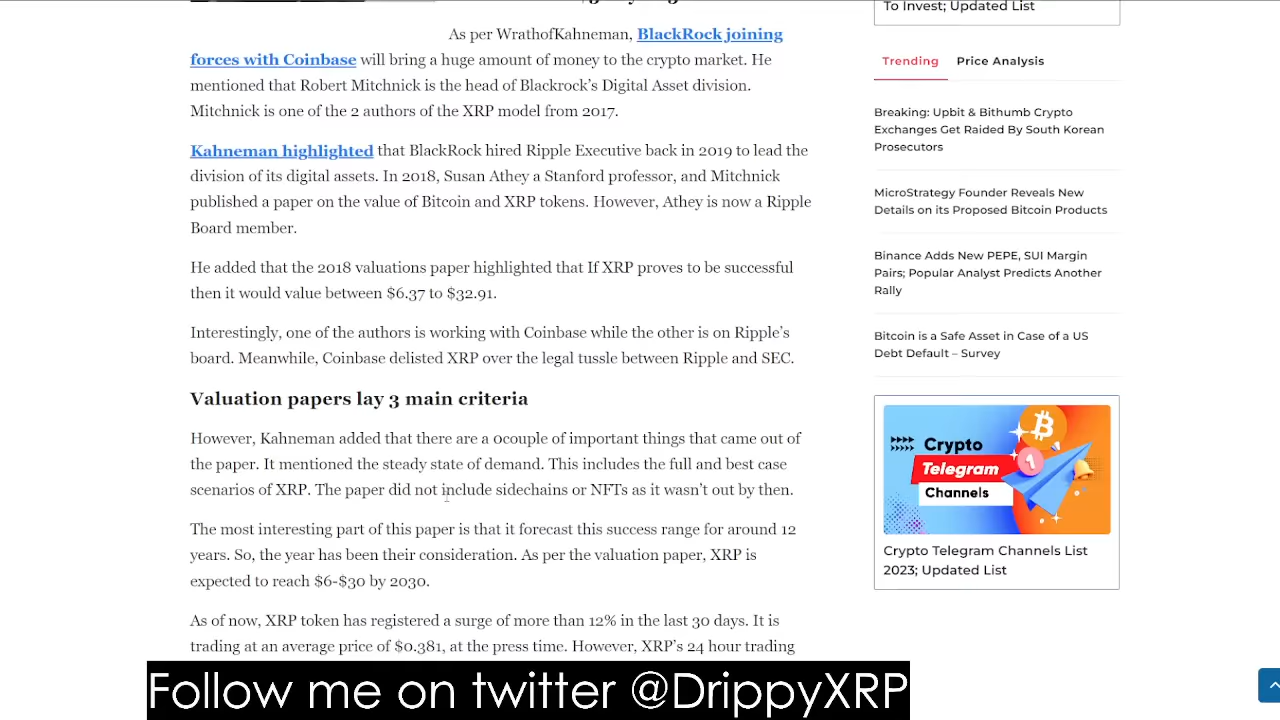 To Invest; Updated List
As per WrathofKahneman, BlackRock joining
forces with Coinbase will bring a huge amount of money to the crypto market. He
mentioned that Robert Mitchnick is the head of Blackrock's Digital Asset division.
Mitchnick is one of the 2 authors of the XRP model from 2017.
Kahneman highlighted that BlackRock hired Ripple Executive back in 2019 to lead the
division of its digital assets. In 2018, Susan Athey a Stanford professor, and Mitchnick
published a paper on the value of Bitcoin and XRP tokens. However, Athey is now a Ripple
Board member.
He added that the 2018 valuations paper highlighted that If XRP proves to be successful
then it would value between $6.37 to $32.91.
Interestingly, one of the authors is working with Coinbase while the other is on Ripple's
board. Meanwhile, Coinbase delisted XRP over the legal tussle between Ripple and SEC.
Valuation papers lay 3 main criteria
However, Kahneman added that there are a 0couple of important things that came out of
the paper. It mentioned the steady state of demand. This includes the full and best case
scenarios of XRP. The paper did not include sidechains or NFTs as it wasn't out by then.
The most interesting part of this paper is that it forecast this success range for around 12
years. So, the year has been their consideration. As per the valuation paper, XRP is
expected to reach $6-$30 by 2030.
As of now, XRP token has registered a surge of more than 12% in the last 30 days. It is
trading at an average price of $0.381, at the press time. However, XRP's 24 hour trading
Trending
Price Analysis
Breaking: Upbit & Bithumb Crypto
Exchanges Get Raided By South Korean
Prosecutors
MicroStrategy Founder Reveals New
Details on its Proposed Bitcoin Products
Binance Adds New PEPE, SUI Margin
Pairs; Popular Analyst Predicts Another
Rally
Bitcoin is a Safe Asset in Case of a US
Debt Default – Survey
Crypto
Telegram
Channels
1
Crypto Telegram Channels List
2023; Updated List
Follow me on twitter @DrippyXRP